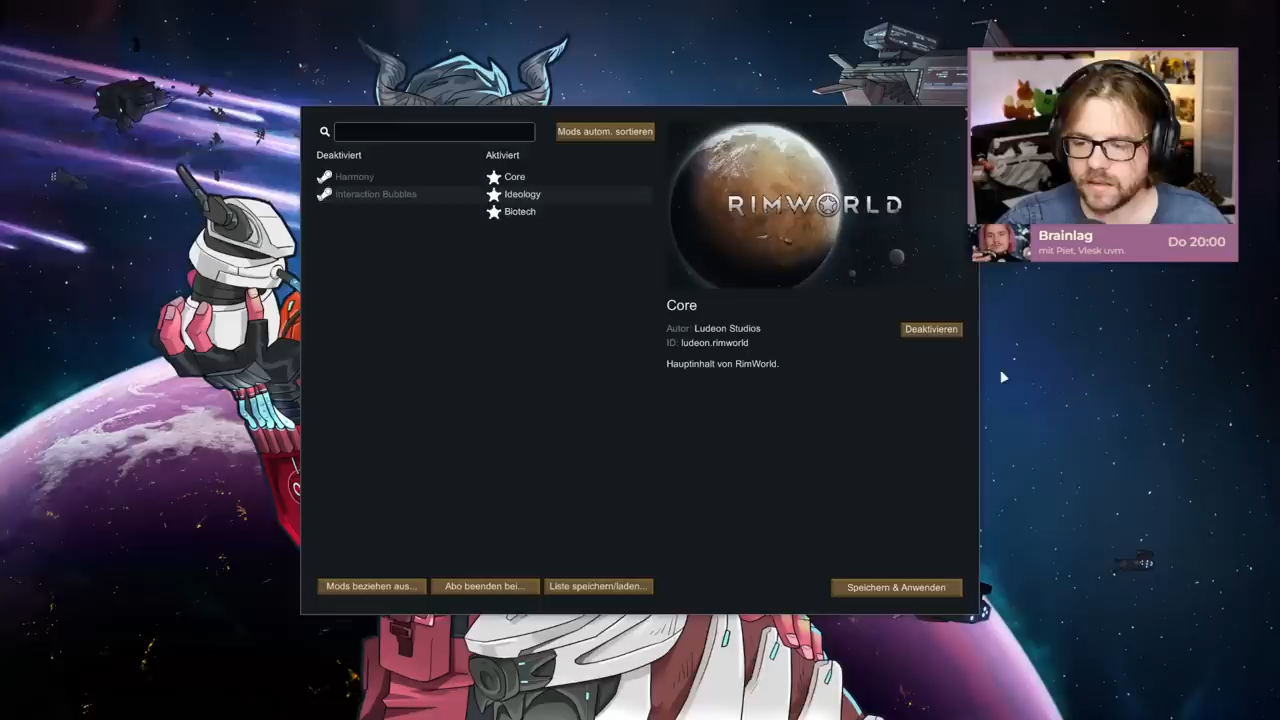 Mods autom. sortieren
Deaktiviert
Harmony
Interaction Bubbles
Aktiviert
Core
Ideology
Biotech
RIMWORLD
Core
Autor Ludeon Studios
ID: ludeon.rimworld
Deaktivieren
Hauptinhalt von RimWorld.
Mods beziehen aus...
Abo beenden bei...
Liste speichern/laden...
Speichern & Anwenden
Brainlag
mit Piet, Vlesk uvm.
Do 20:00